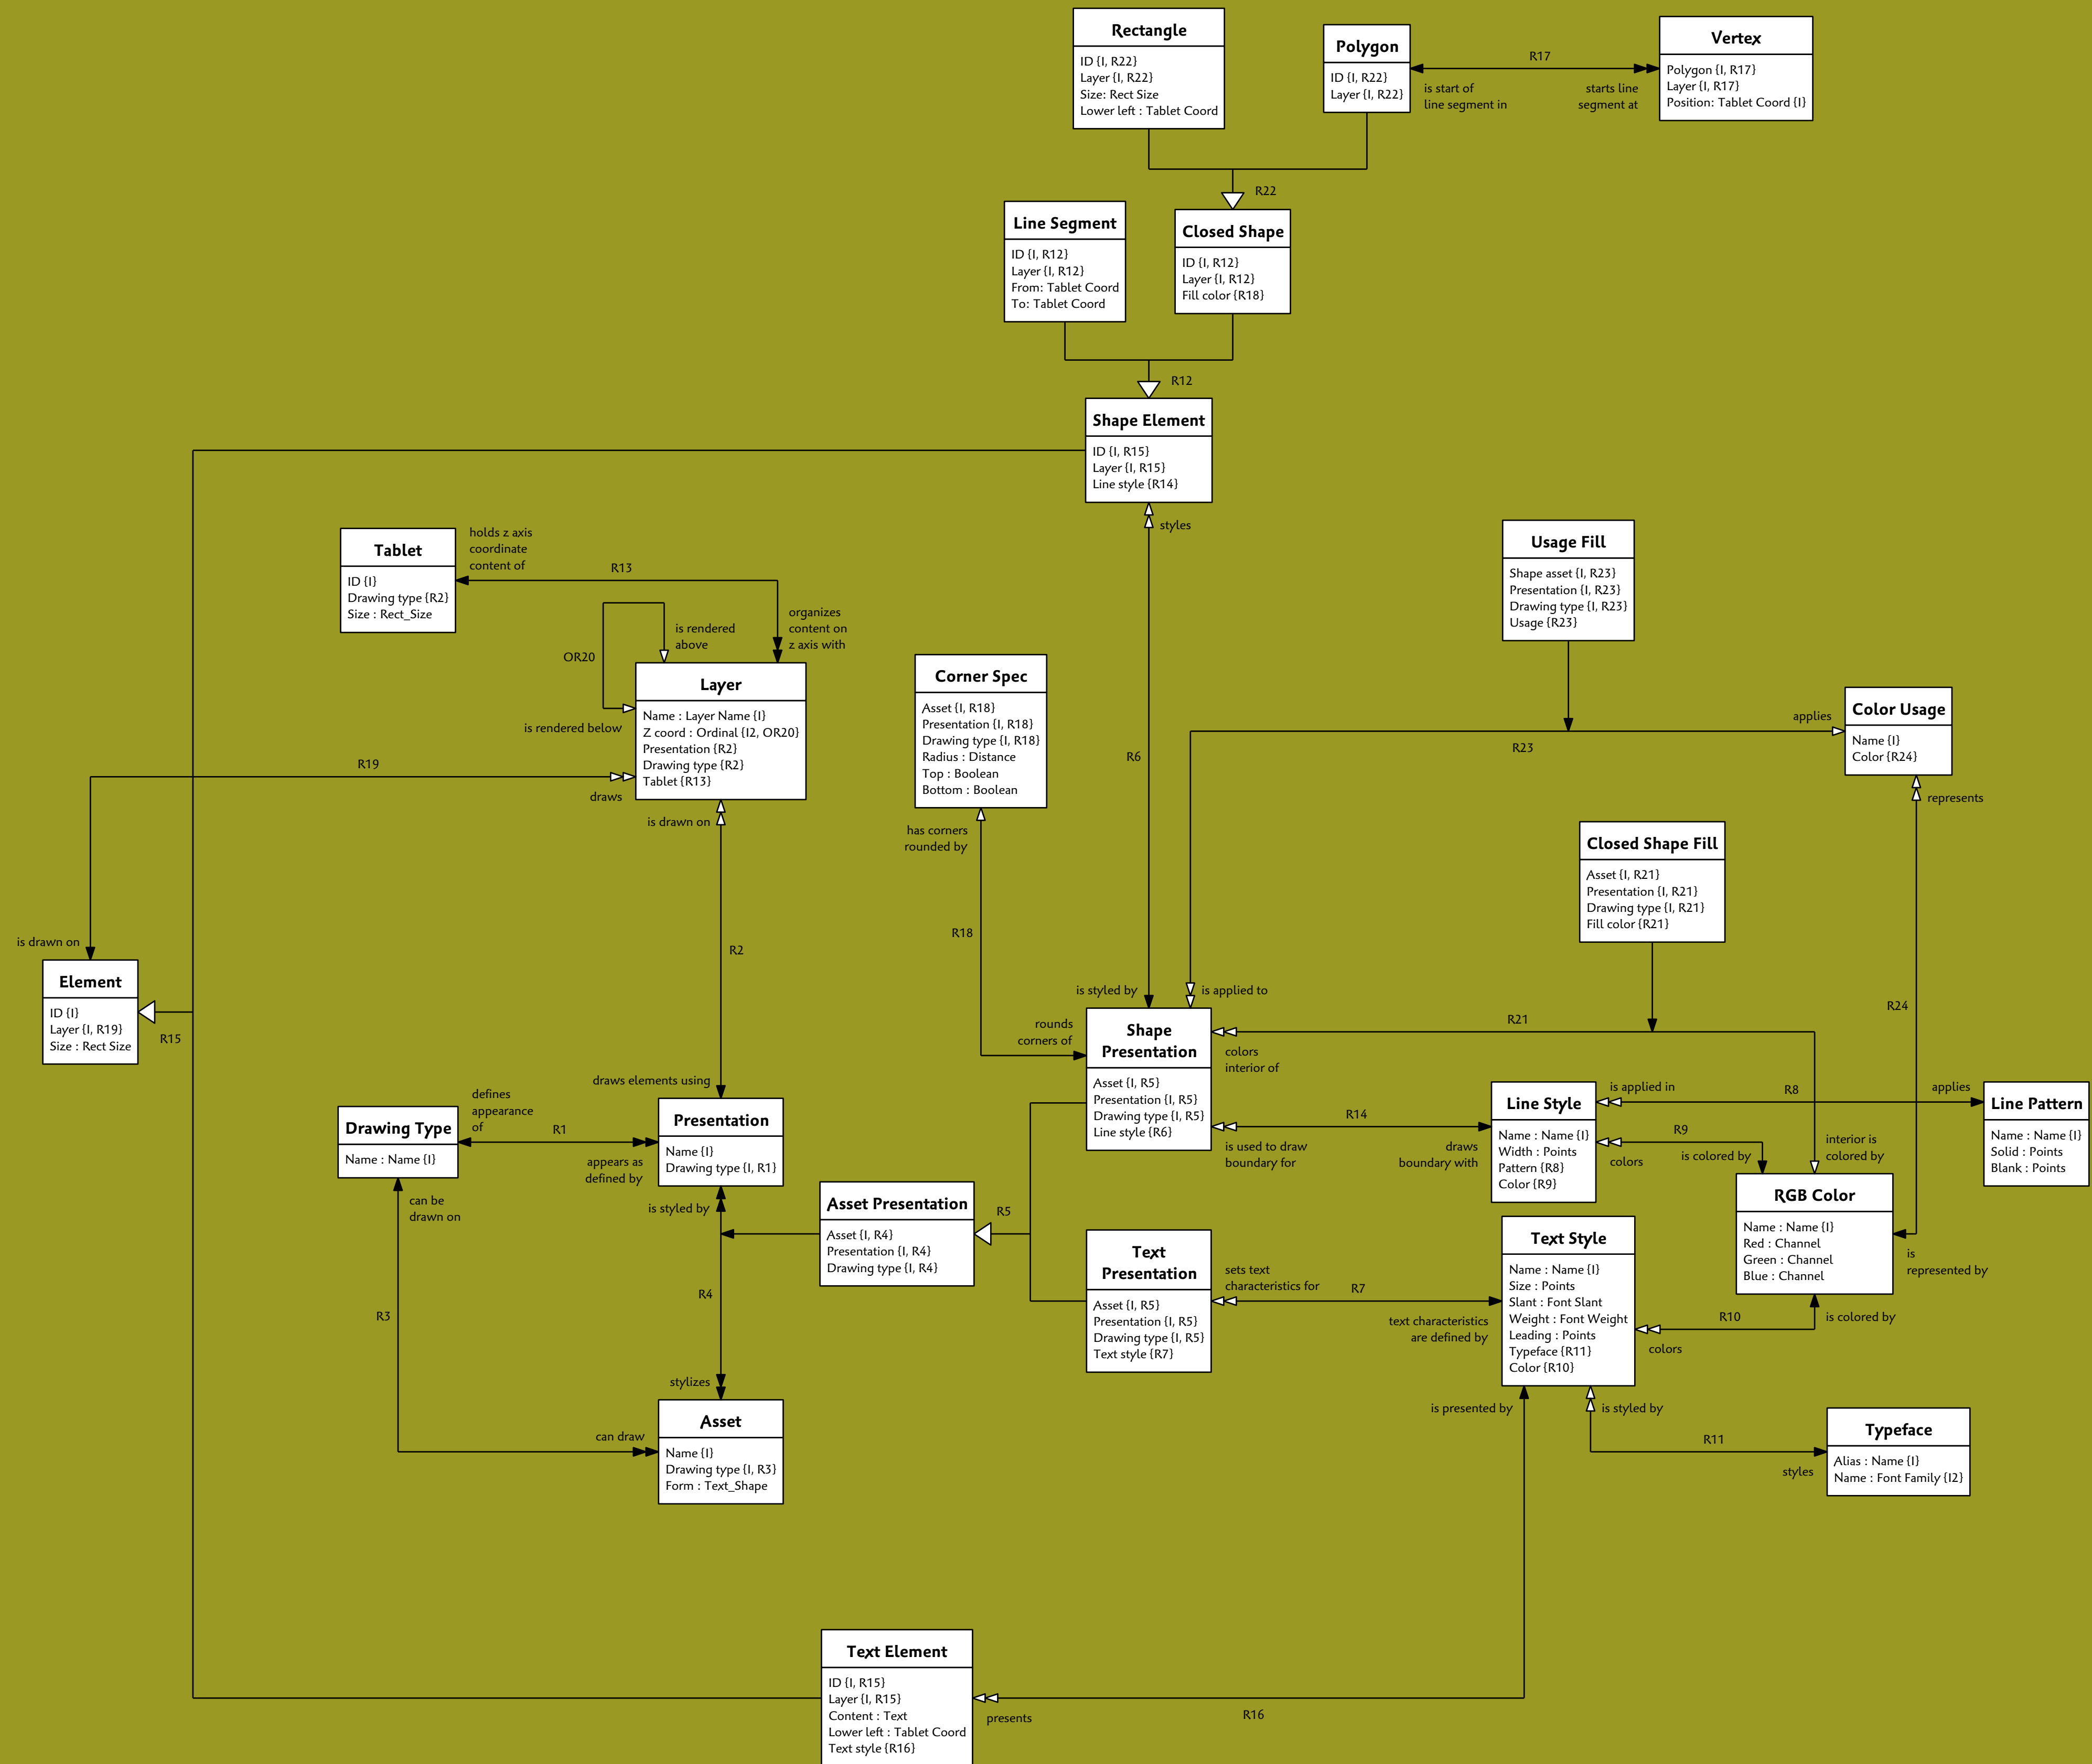 Rectangle
ID {I, R22}
Layer {I, R22}
Size: Rect Size
Lower left : Tablet Coord
Polygon
ID {I, R22}
Layer {I, R22}
R17
is start of
line segment in
starts line
segment at
Vertex
Polygon {I, R17}
Layer {I, R17}
Position: Tablet Coord {I}
R22
Line Segment
ID {I, R12}
Layer {I, R12}
From: Tablet Coord
To: Tablet Coord
Closed Shape
ID {I, R12}
Layer {I, R12}
Fill color {R18}
R12
Shape Element
ID {I, R15}
Layer {I, R15}
Line style {R14}
styles
Tablet
ID {I}
Drawing type {R2}
Size : Rect_Size
holds z axis
coordinate
content of
R13
organizes
content on
z axis with
is rendered
above
OR20
is rendered below
Layer
Name : Layer Name {I}
Z coord : Ordinal {I2, OR20}
Presentation {R2}
Drawing type {R2}
Tablet {R13}
R19
draws
is drawn on
Corner Spec
Asset {I, R18}
Presentation {I, R18}
Drawing type {I, R18}
Radius : Distance
Top : Boolean
Bottom : Boolean
has corners
rounded by
R6
Usage Fill
Shape asset {I, R23}
Presentation {I, R23}
Drawing type {I, R23}
Usage {R23}
applies
R23
Color Usage
Name {I}
Color {R24}
represents
Closed Shape Fill
Asset {I, R21}
Presentation {I, R21}
Drawing type {I, R21}
Fill color {R21}
is drawn on
Element
ID {I}
Layer {I, R19}
Size : Rect Size
R15
R2
R18
is styled by
is applied to
rounds
corners of
Shape
Presentation
Asset {I, R5}
Presentation {I, R5}
Drawing type {I, R5}
Line style {R6}
R21
colors
interior of
R24
R14
is used to draw
boundary for
draws
boundary with
Line Style
Name : Name {I}
Width : Points
Pattern {R8}
Color {R9}
is applied in
R8
applies
Line Pattern
Name : Name {I}
Solid : Points
Blank : Points
R9
colors
is colored by
interior is
colored by
RGB Color
Name : Name {I}
Red : Channel
Green : Channel
Blue : Channel
is
represented by
draws elements using
Drawing Type
Name : Name {I}
defines
appearance
of
R1
appears as
defined by
Presentation
Name {I}
Drawing type {I, R1}
can be
drawn on
is styled by
Asset Presentation
Asset {I, R4}
Presentation {I, R4}
Drawing type {I, R4}
R5
Text
Presentation
Asset {I, R5}
Presentation {I, R5}
Drawing type {I, R5}
Text style {R7}
sets text
characteristics for
R7
text characteristics
are defined by
Text Style
Name : Name {I}
Size : Points
Slant : Font Slant
Weight : Font Weight
Leading : Points
Typeface {R11}
Color {R10}
R10
colors
is colored by
R3
R4
stylizes
can draw
Asset
Name {I}
Drawing type {I, R3}
Form : Text_Shape
is presented by
is styled by
R11
styles
Typeface
Alias : Name {I}
Name : Font Family {I2}
Text Element
ID {I, R15}
Layer {I, R15}
Content : Text
Lower left : Tablet Coord
Text style {R16}
presents
R16